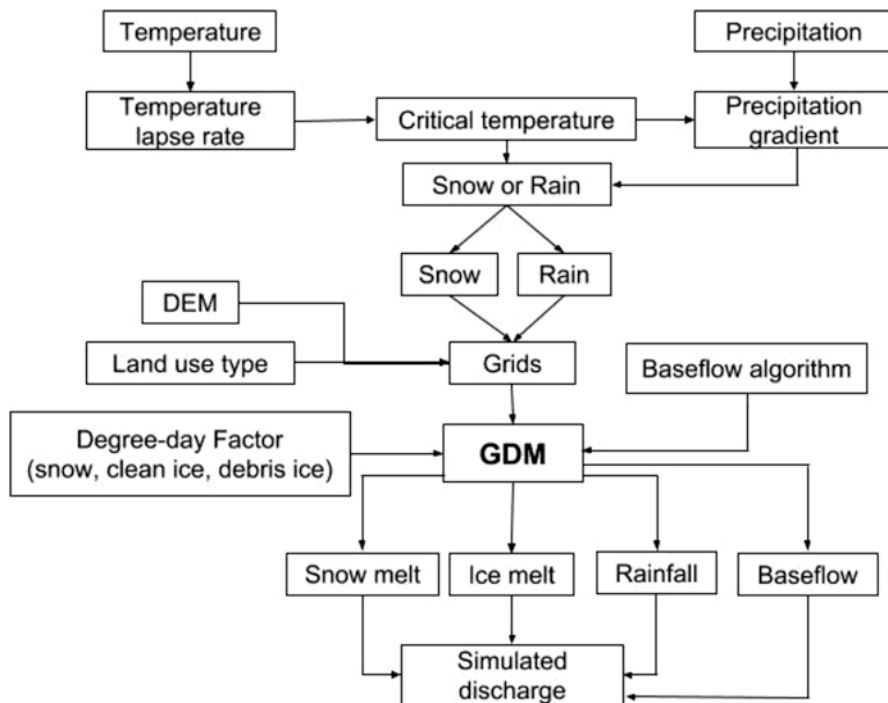 Temperature
Precipitation
Temperature
lapse rate
Critical temperature
Precipitation
gradient
Snow or Rain
Snow
Rain
DEM
Land use type
Grids
Baseflow algorithm
Degree-day Factor
(snow, clean ice, debris ice)
GDM
Snow melt
Ice melt
Rainfall
Baseflow
Simulated
discharge